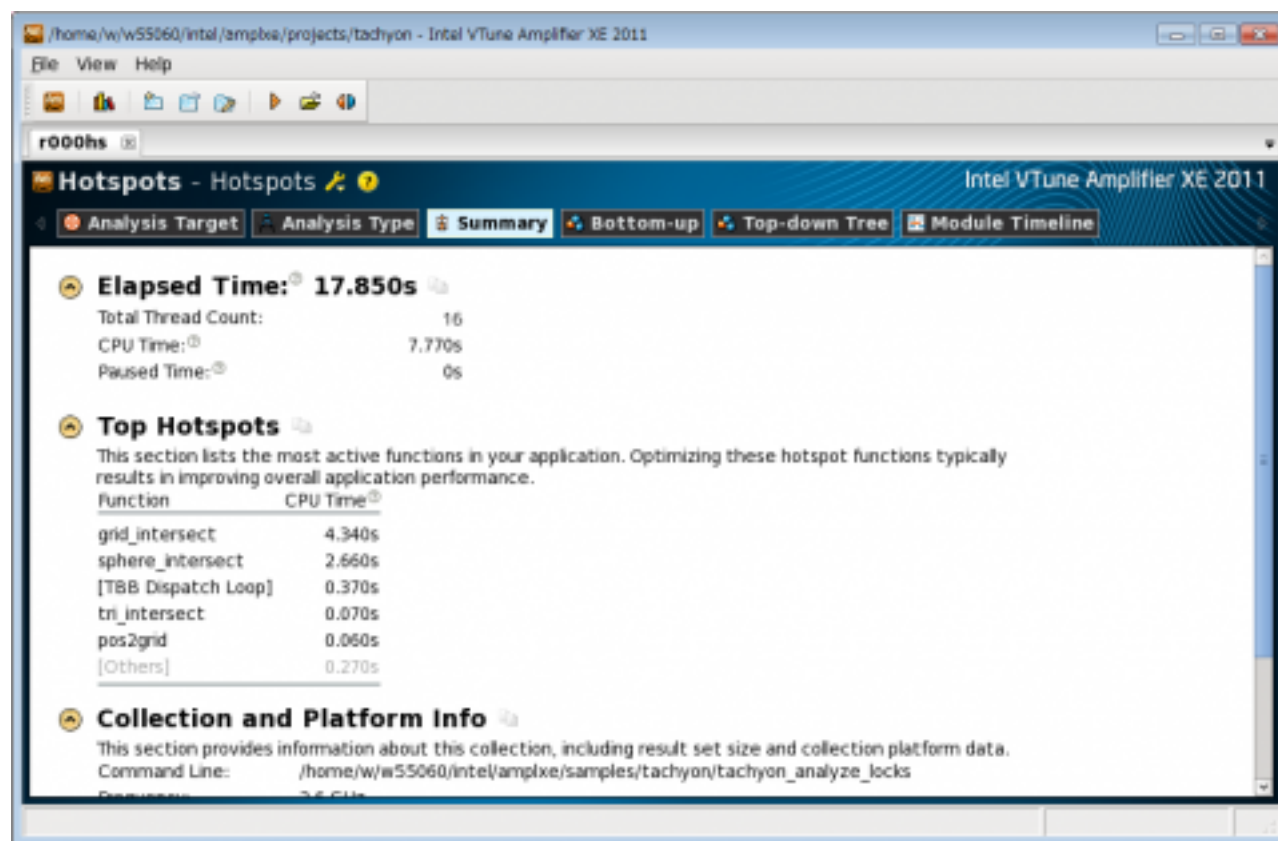 /home/w/w55060/intel/amplxe/projects/tachyon - Intel VTune Amplifier XE 2011
File View Help
r000hs
Hotspots - Hotspots
Intel VTune Amplifier XE 2011
Analysis Target Analysis Type Summary Bottom-up Top-down Tree Module Timeline
Elapsed Time: 17.850s
Total Thread Count: 16
CPU Time: 7.770s
Paused Time: 0s
Top Hotspots
This section lists the most active functions in your application. Optimizing these hotspot functions typically
results in improving overall application performance.
Function CPU Time
grid_intersect 4.340s
sphere_intersect 2.660s
[TBB Dispatch Loop] 0.370s
tri_intersect 0.070s
pos2grid 0.060s
[Others] 0.270s
Collection and Platform Info
This section provides information about this collection, including result set size and collection platform data.
Command Line: /home/w/w55060/intel/amplxe/samples/tachyon/tachyon_analyze_locks